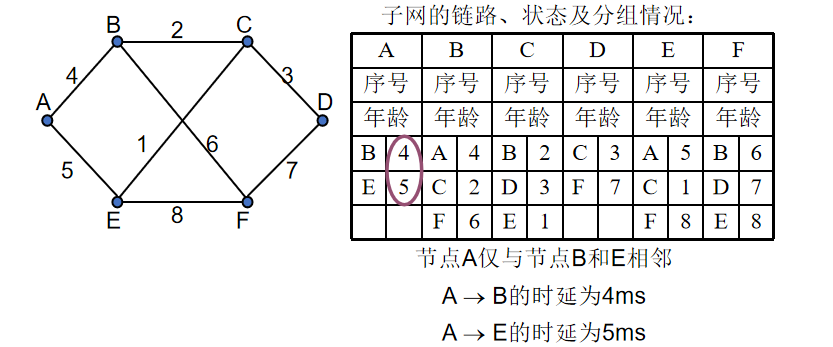 子网的链路、状态及分组情况：
B 2 C
4 3
A D
1 6
5 7
E 8 F
A B C D E F
序号 序号 序号 序号 序号 序号
年龄 年龄 年龄 年龄 年龄 年龄
B 4 A 4 B 2 C 3 A 5 B 6
E 5 C 2 D 3 F 7 C 1 D 7
F 6 E 1 F 8 E 8
节点A仅与节点B和E相邻
A → B的时延为4ms
A → E的时延为5ms